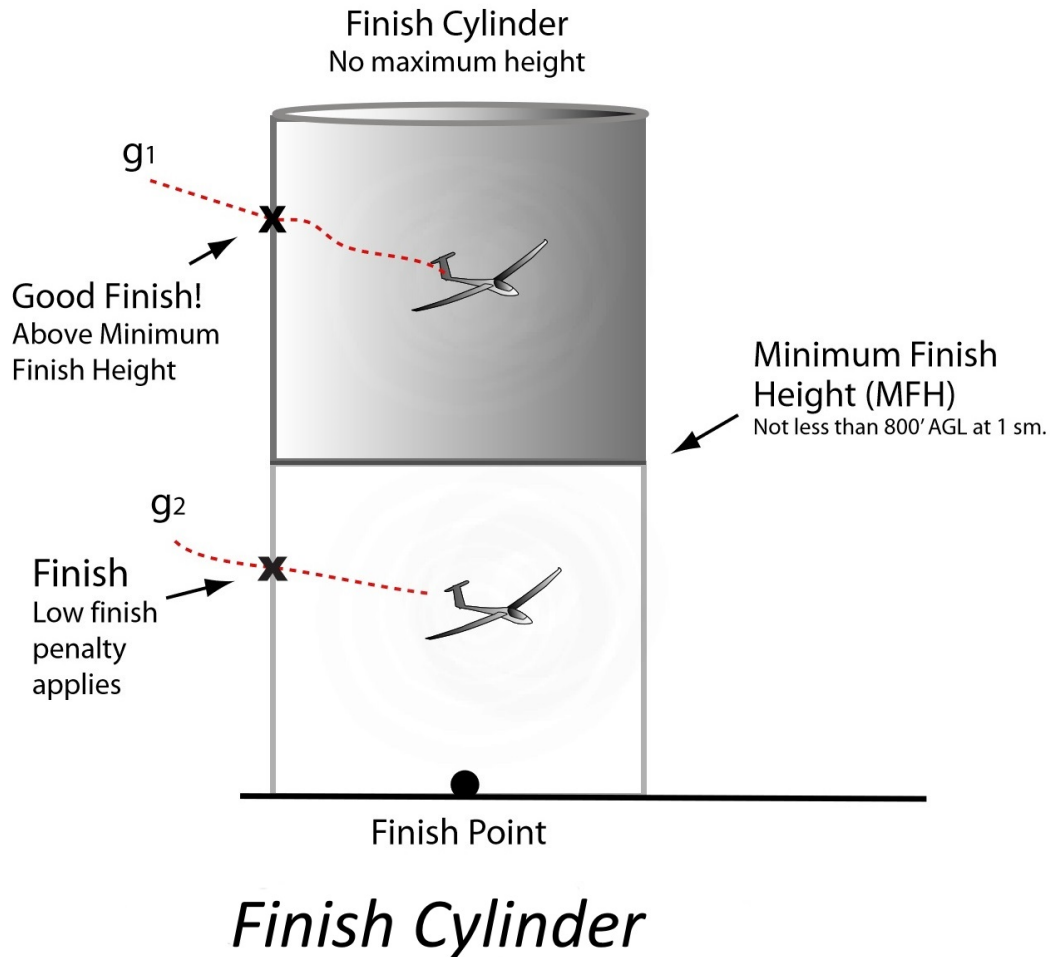 Finish Cylinder
No maximum height
g1
Good Finish!
Above Minimum
Finish Height
Minimum Finish
Height (MFH)
Not less than 800' AGL at 1 sm.
g2
Finish
Low finish
penalty
applies
Finish Point
Finish Cylinder